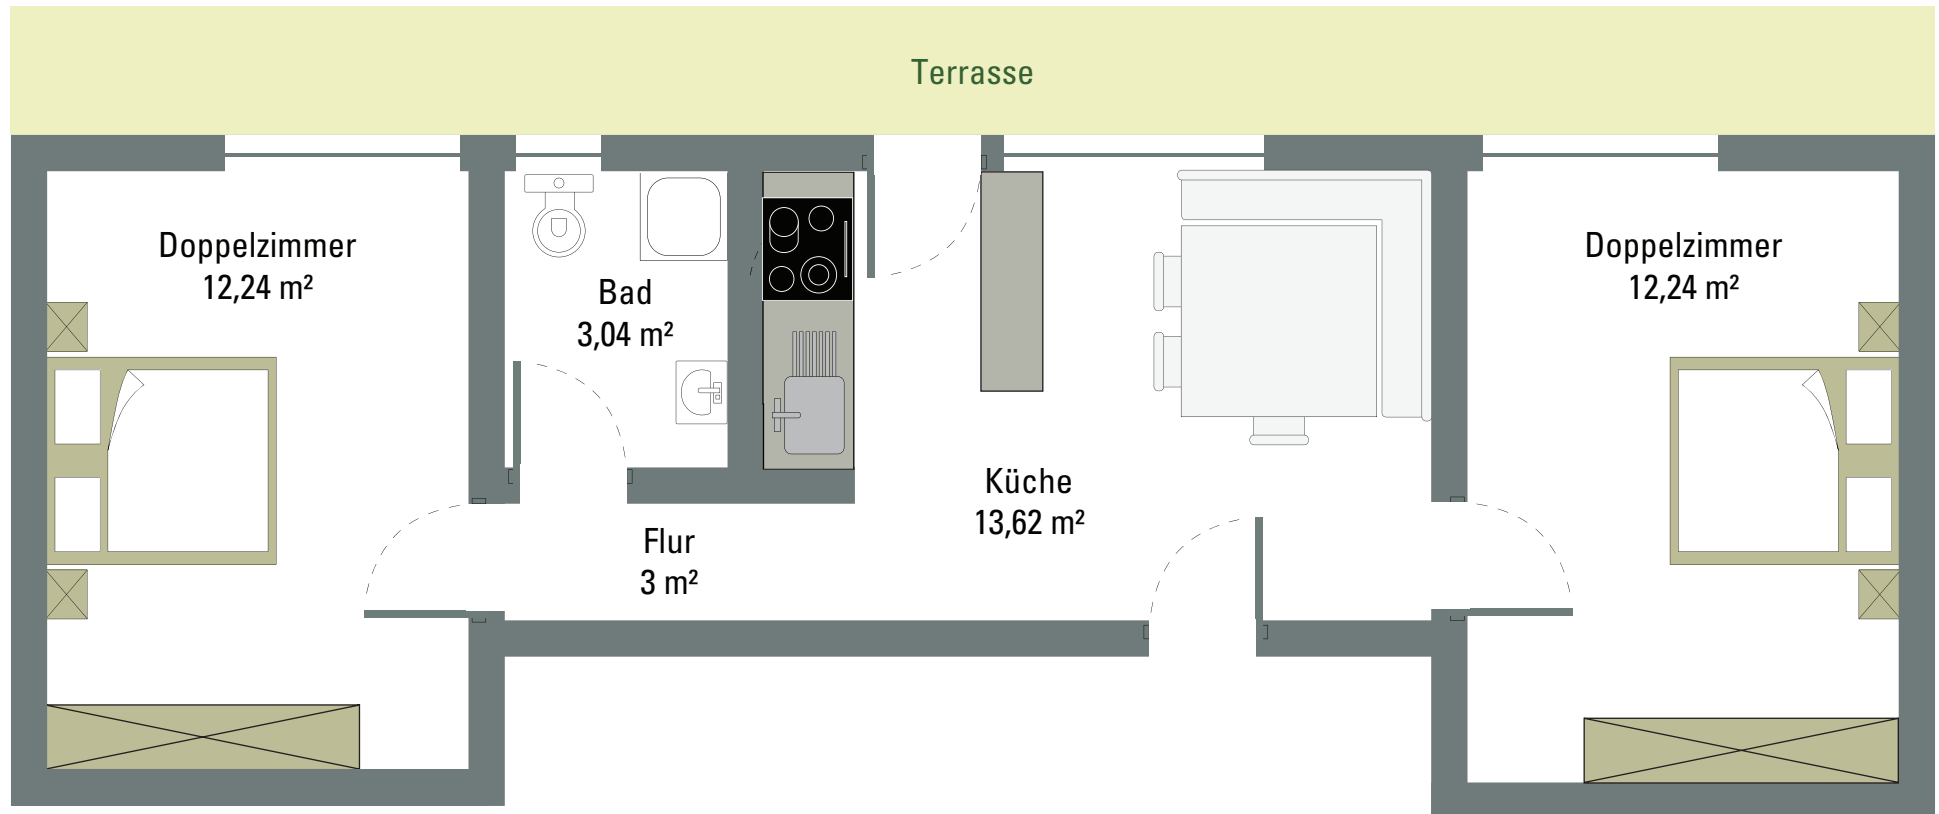 Terrasse
Doppelzimmer
12,24 m²
Bad
3,04 m²
Doppelzimmer
12,24 m²
Küche
13,62 m²
Flur
3 m²